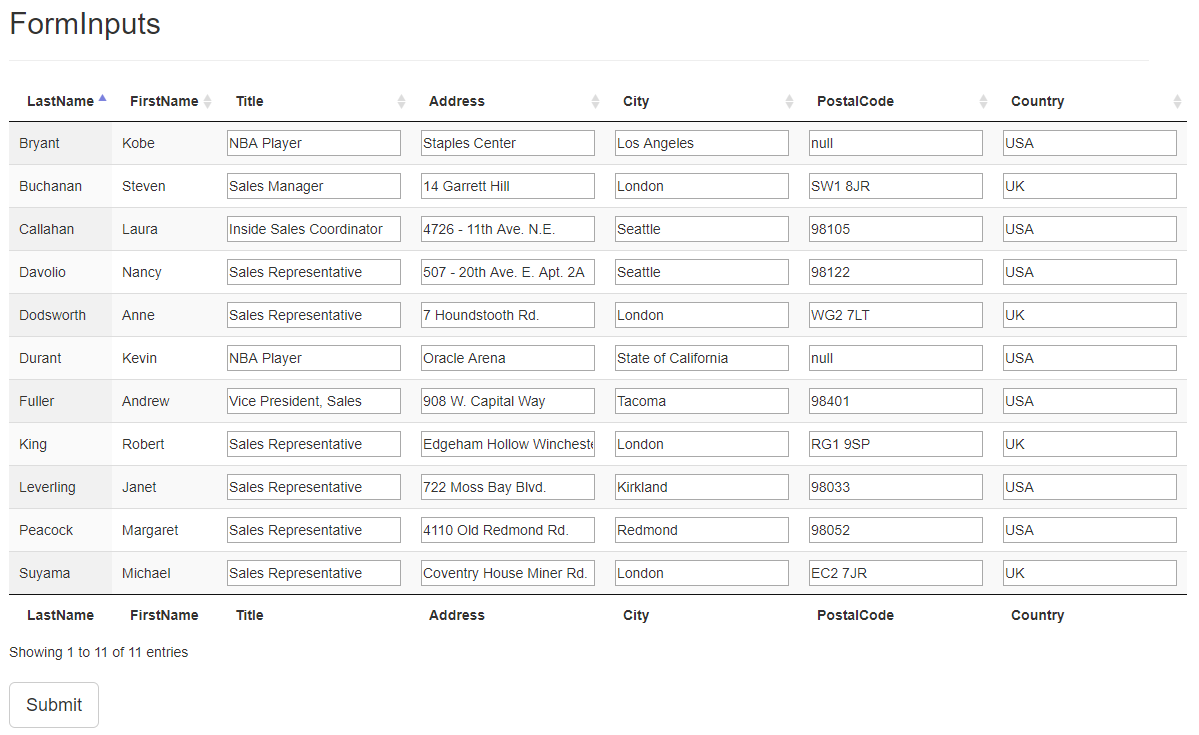 FormInputs
LastName FirstName Title Address City PostalCode Country
Bryant Kobe NBA Player Staples Center Los Angeles null USA
Buchanan Steven Sales Manager 14 Garrett Hill London SW1 8JR UK
Callahan Laura Inside Sales Coordinator 4726 - 11th Ave. N.E. Seattle 98105 USA
Davolio Nancy Sales Representative 507 - 20th Ave. E. Apt. 2A Seattle 98122 USA
Dodsworth Anne Sales Representative 7 Houndstooth Rd. London WG2 7LT UK
Durant Kevin NBA Player Oracle Arena State of California null USA
Fuller Andrew Vice President, Sales 908 W. Capital Way Tacoma 98401 USA
King Robert Sales Representative Edgeham Hollow Wincheste London RG1 9SP UK
Leverling Janet Sales Representative 722 Moss Bay Blvd. Kirkland 98033 USA
Peacock Margaret Sales Representative 4110 Old Redmond Rd. Redmond 98052 USA
Suyama Michael Sales Representative Coventry House Miner Rd. London EC2 7JR UK
LastName FirstName Title Address City PostalCode Country
Showing 1 to 11 of 11 entries
Submit